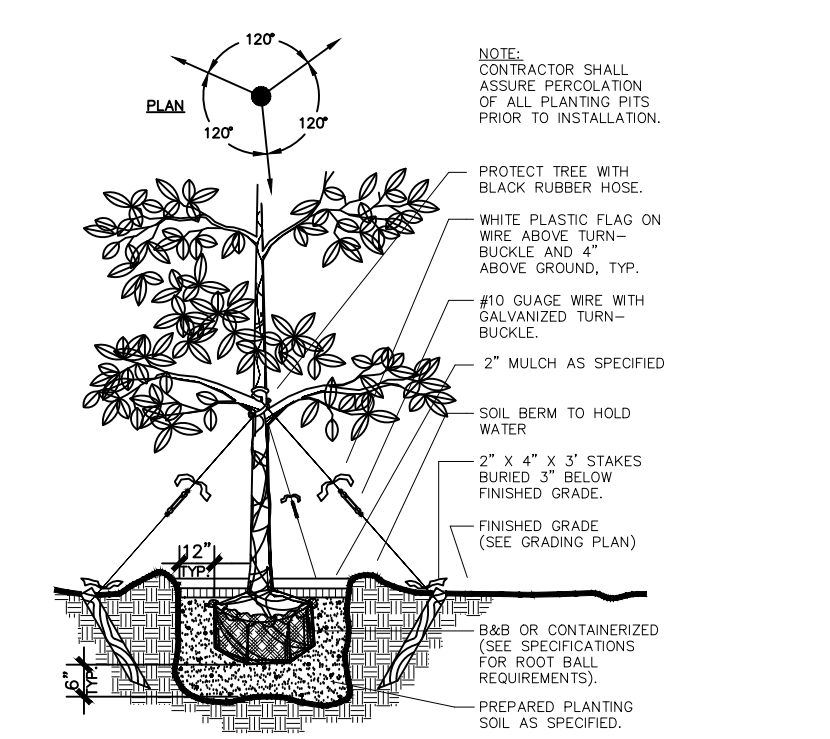 120°
PLAN
120°
120°
NOTE:
CONTRACTOR SHALL
ASSURE PERCOLATION
OF ALL PLANTING PITS
PRIOR TO INSTALLATION.
PROTECT TREE WITH
BLACK RUBBER HOSE.
WHITE PLASTIC FLAG ON
WIRE ABOVE TURN–
BUCKLE AND 4”
ABOVE GROUND, TYP.
#10 GUAGE WIRE WITH
GALVANIZED TURN–
BUCKLE.
2” MULCH AS SPECIFIED
SOIL BERM TO HOLD
WATER
2” X 4” X 3’ STAKES
BURIED 3” BELOW
FINISHED GRADE.
FINISHED GRADE
(SEE GRADING PLAN)
12”
TYP.
B&B OR CONTAINERIZED
(SEE SPECIFICATIONS
FOR ROOT BALL
REQUIREMENTS).
6”
TYP.
PREPARED PLANTING
SOIL AS SPECIFIED.